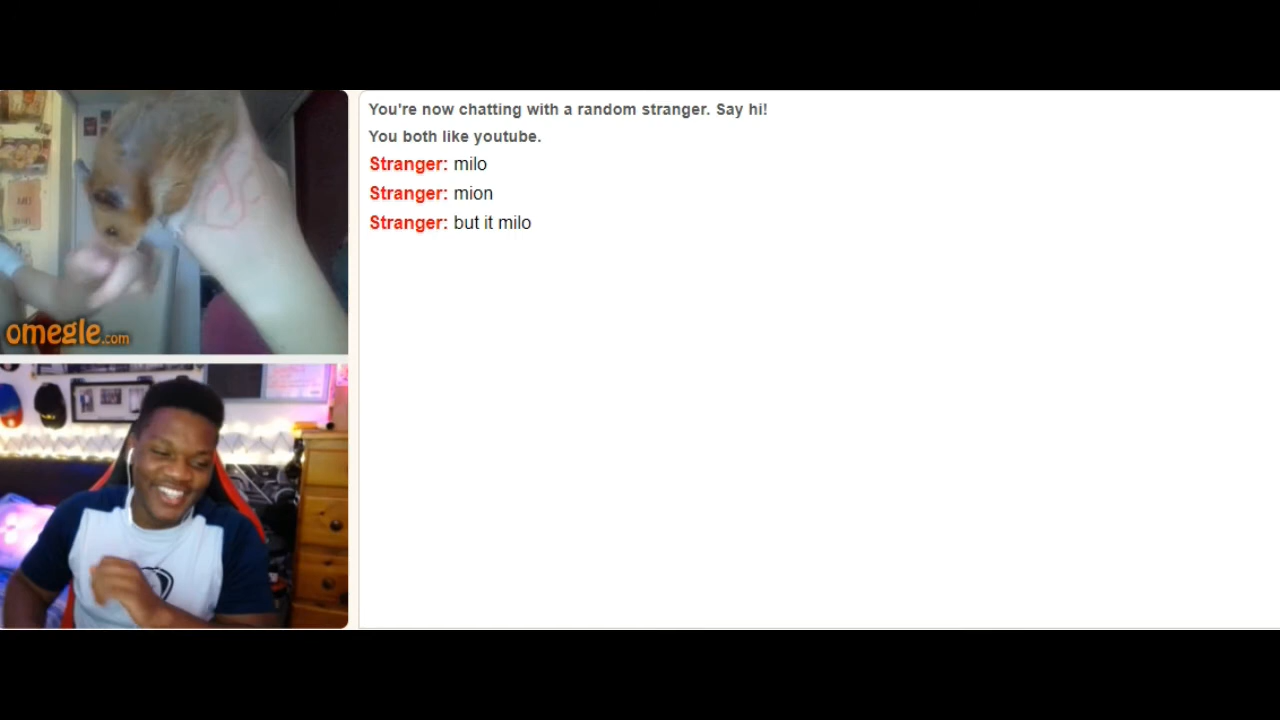 You're now chatting with a random stranger. Say hi!
You both like youtube.
Stranger: milo
Stranger: mion
Stranger: but it milo
omegle.com